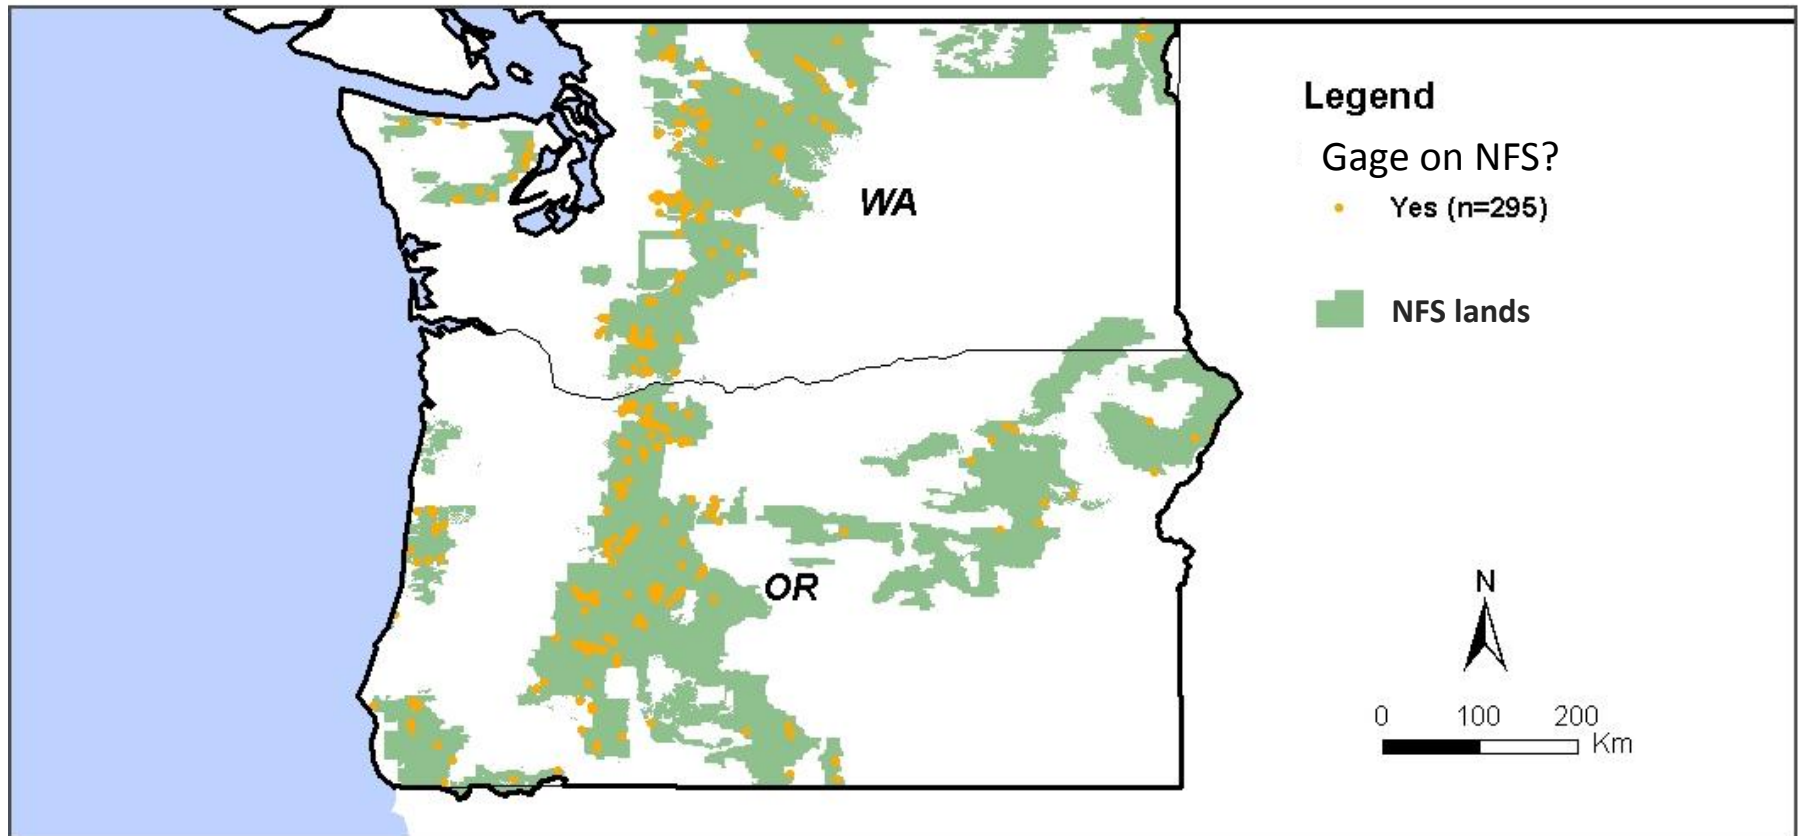 Legend
Gage on NFS?
Yes (n=295)
NFS lands
WA
OR
N
0 100 200
Km